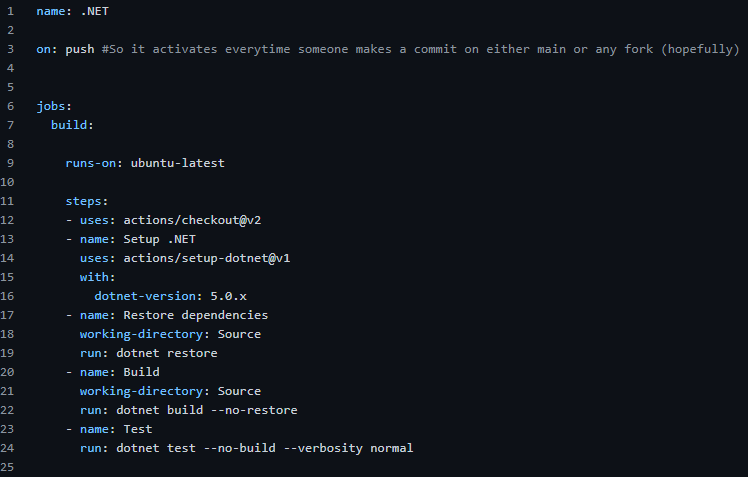 1 name: .NET
2
3 on: push #So it activates everytime someone makes a commit on either main or any fork (hopefully)
4
5
6 jobs:
7   build:
8
9     runs-on: ubuntu-latest
10
11     steps:
12     - uses: actions/checkout@v2
13     - name: Setup .NET
14       uses: actions/setup-dotnet@v1
15       with:
16         dotnet-version: 5.0.x
17     - name: Restore dependencies
18       working-directory: Source
19       run: dotnet restore
20     - name: Build
21       working-directory: Source
22       run: dotnet build --no-restore
23     - name: Test
24       run: dotnet test --no-build --verbosity normal
25